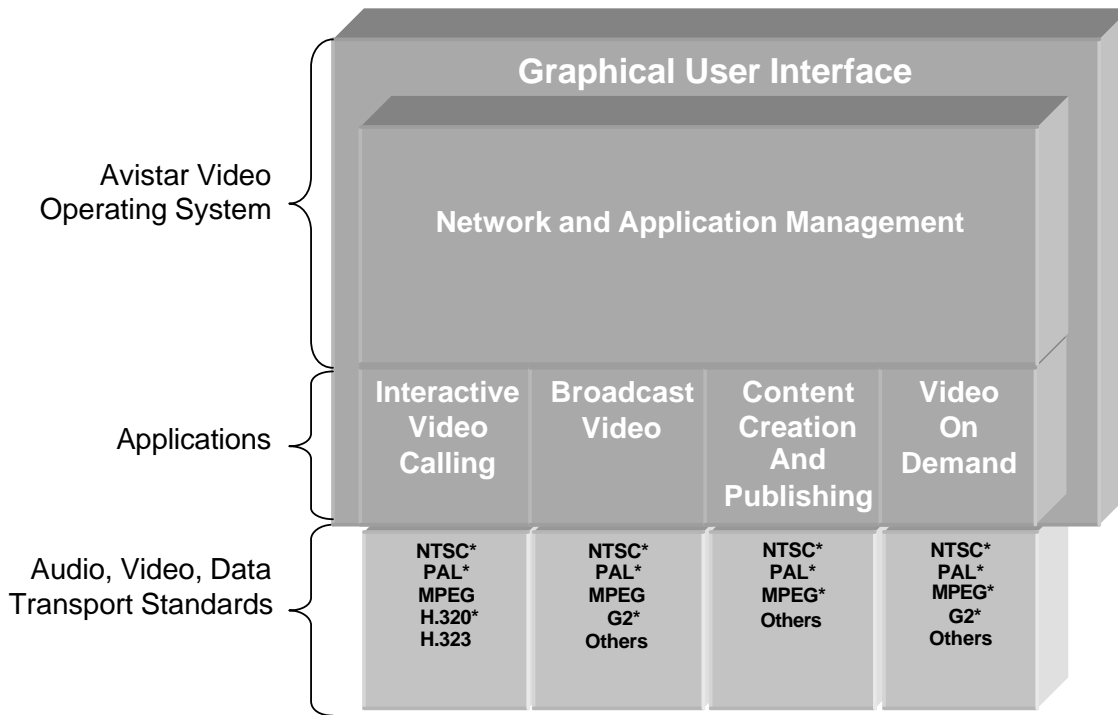 Graphical User Interface
Avistar Video
Operating System
Network and Application Management
Applications
Interactive
Video
Calling
Broadcast
Video
Content
Creation
And
Publishing
Video
On
Demand
Audio, Video, Data
Transport Standards
NTSC*
PAL*
MPEG
H.320*
H.323
NTSC*
PAL*
MPEG
G2*
Others
NTSC*
PAL*
MPEG*
Others
NTSC*
PAL*
MPEG*
G2*
Others